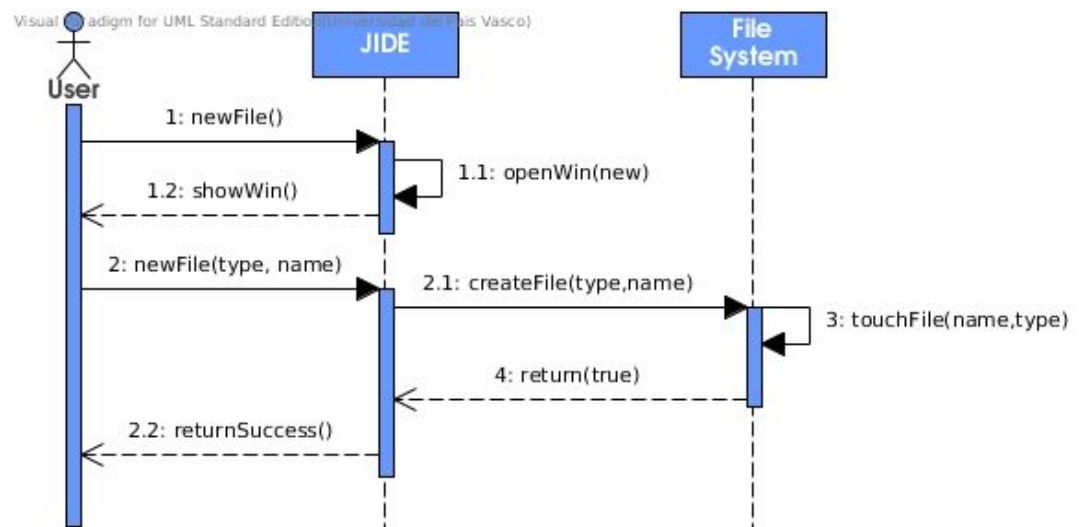 Visual Paradigm for UML Standard Edition(Universidad del Pais Vasco)
JIDE
File
System
User
1: newFile()
1.1: openWin(new)
1.2: showWin()
2: newFile(type, name)
2.1: createFile(type,name)
3: touchFile(name,type)
4: return(true)
2.2: returnSuccess()